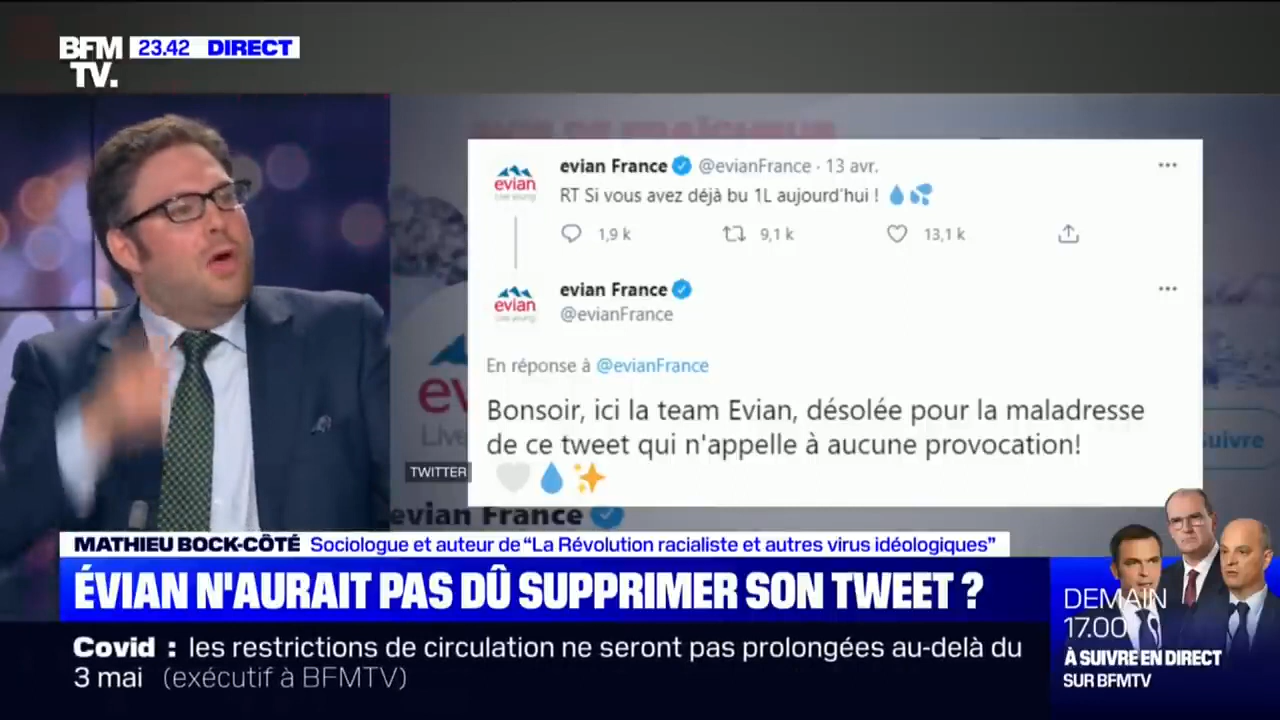 BFM
TV.
23.42 DIRECT
evian
evian France @evianFrance · 13 avr.
RT Si vous avez déjà bu 1L aujourd'hui !
1,9 k 9,1 k 13,1 k
evian
evian France
@evianFrance
En réponse à @evianFrance
Bonsoir, ici la team Evian, désolée pour la maladresse
de ce tweet qui n'appelle à aucune provocation!
ev
Live
uivre
TWITTER
evian France
MATHIEU BOCK-CÔTÉ Sociologue et auteur de “La Révolution racialiste et autres virus idéologiques”
ÉVIAN N'AURAIT PAS DÛ SUPPRIMER SON TWEET ?
Covid : les restrictions de circulation ne seront pas prolongées au-delà du
3 mai (exécutif à BFMTV)
DEMAIN
17.00
À SUIVRE EN DIRECT
SUR BFMTV